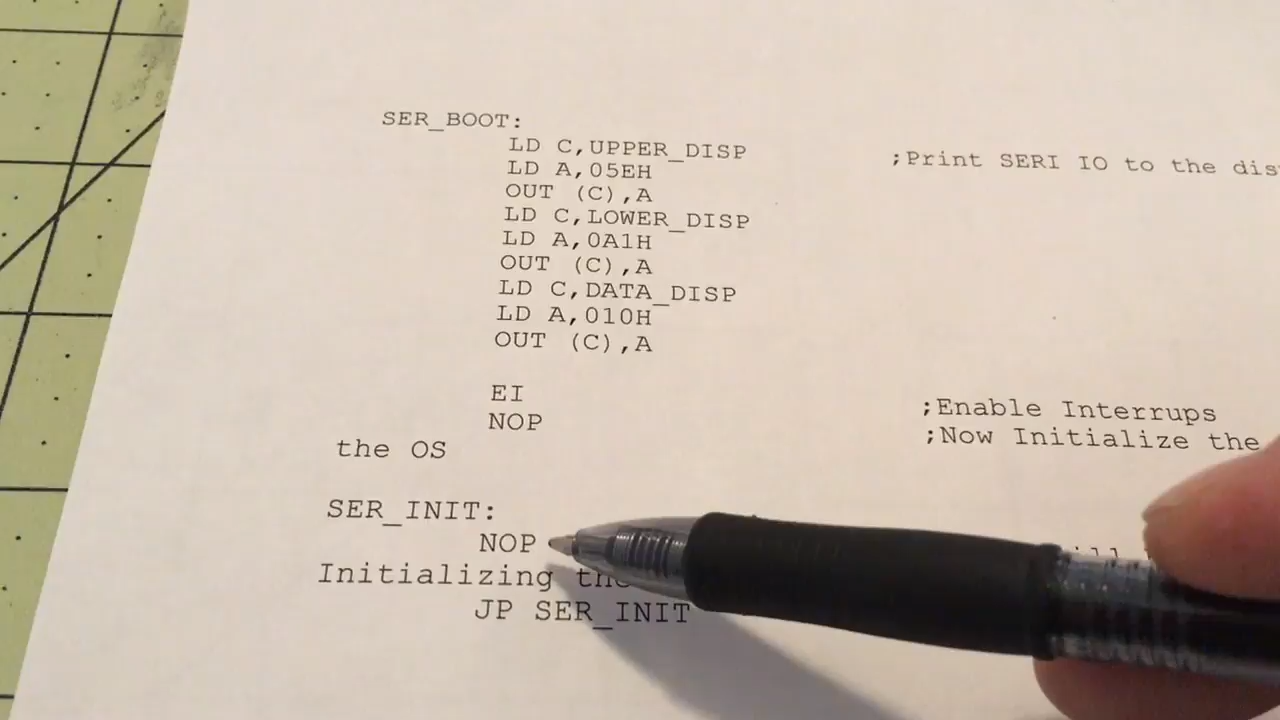 SER_BOOT:
LD C,UPPER_DISP ;Print SERI IO to the
LD A,05EH
OUT (C),A
LD C,LOWER_DISP
LD A,0A1H
OUT (C),A
LD C,DATA_DISP
LD A,010H
OUT (C),A
EI ;Enable Interrups
NOP ;Now Initialize the
the OS
SER_INIT:
NOP
Initializing the
JP SER_INIT